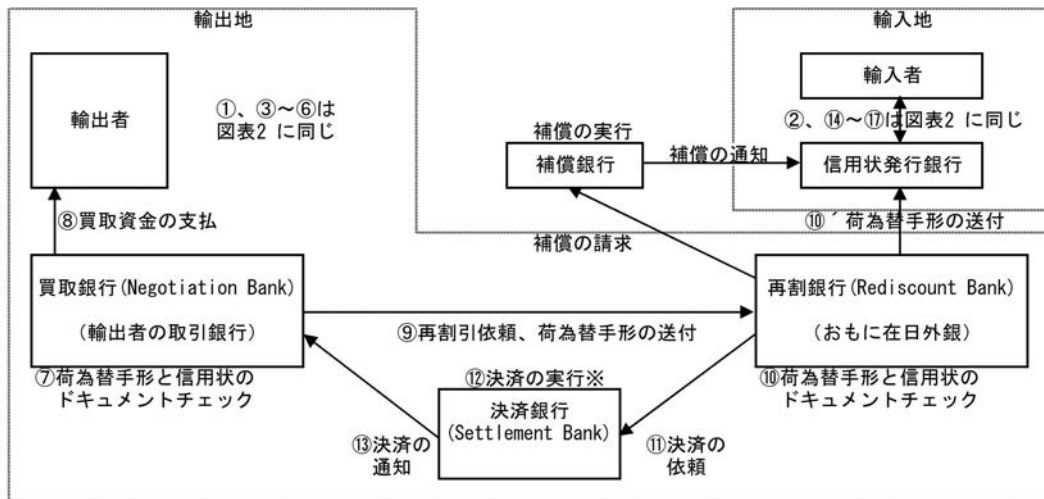 輸出地
輸入地
輸出者
①、③～⑥は
図表2 に同じ
輸入者
②、⑭～⑰は図表2 に同じ
補償の実行
補償銀行
補償の通知
信用状発行銀行
⑧買取資金の支払
補償の請求
⑩´荷為替手形の送付
買取銀行(Negotiation Bank)
(輸出者の取引銀行)
再割銀行(Rediscount Bank)
(おもに在日外銀)
⑨再割引依頼、荷為替手形の送付
⑦荷為替手形と信用状の
ドキュメントチェック
⑫決済の実行※
⑩荷為替手形と信用状の
ドキュメントチェック
決済銀行
(Settlement Bank)
⑬決済の
通知
⑪決済の
依頼